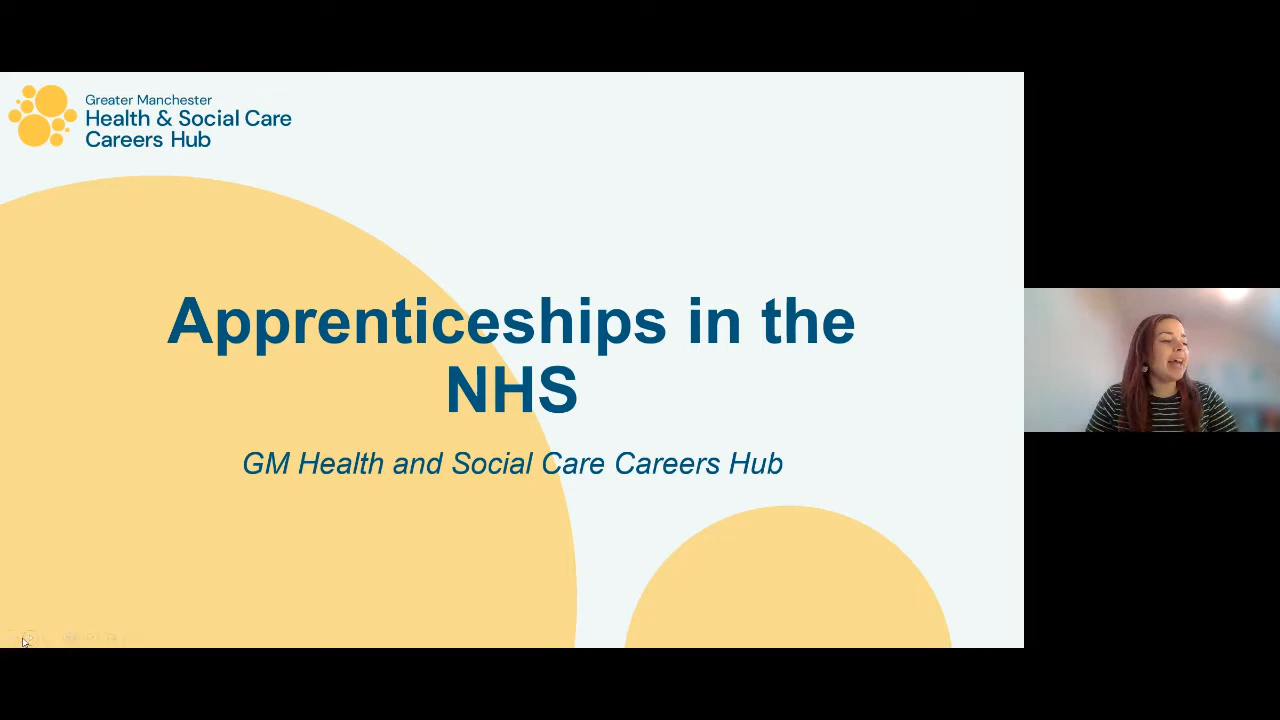 Greater Manchester
Health & Social Care
Careers Hub
Apprenticeships in the
NHS
GM Health and Social Care Careers Hub